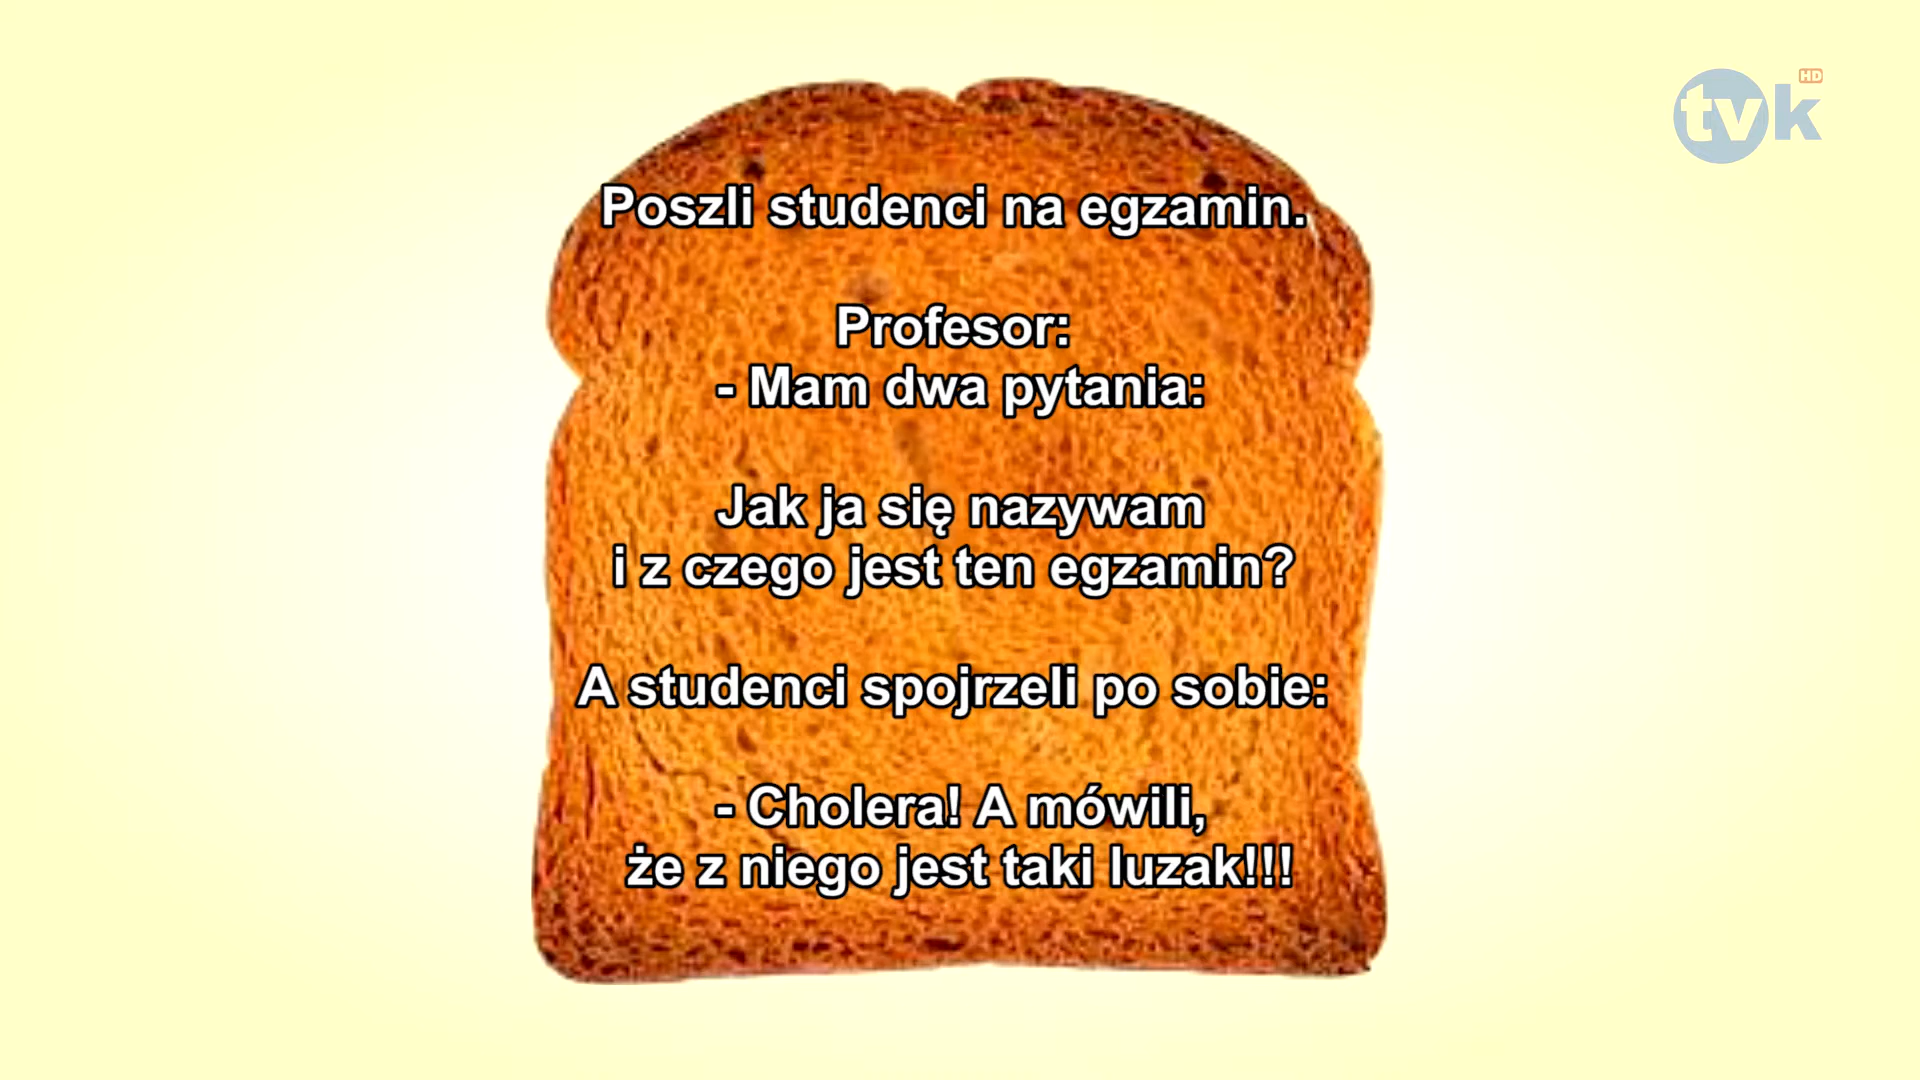 tvk HD
Poszli studenci na egzamin.
Profesor:
- Mam dwa pytania:
Jak ja się nazywam
i z czego jest ten egzamin?
A studenci spojrzeli po sobie:
- Cholera! A mówili,
że z niego jest taki luzak!!!